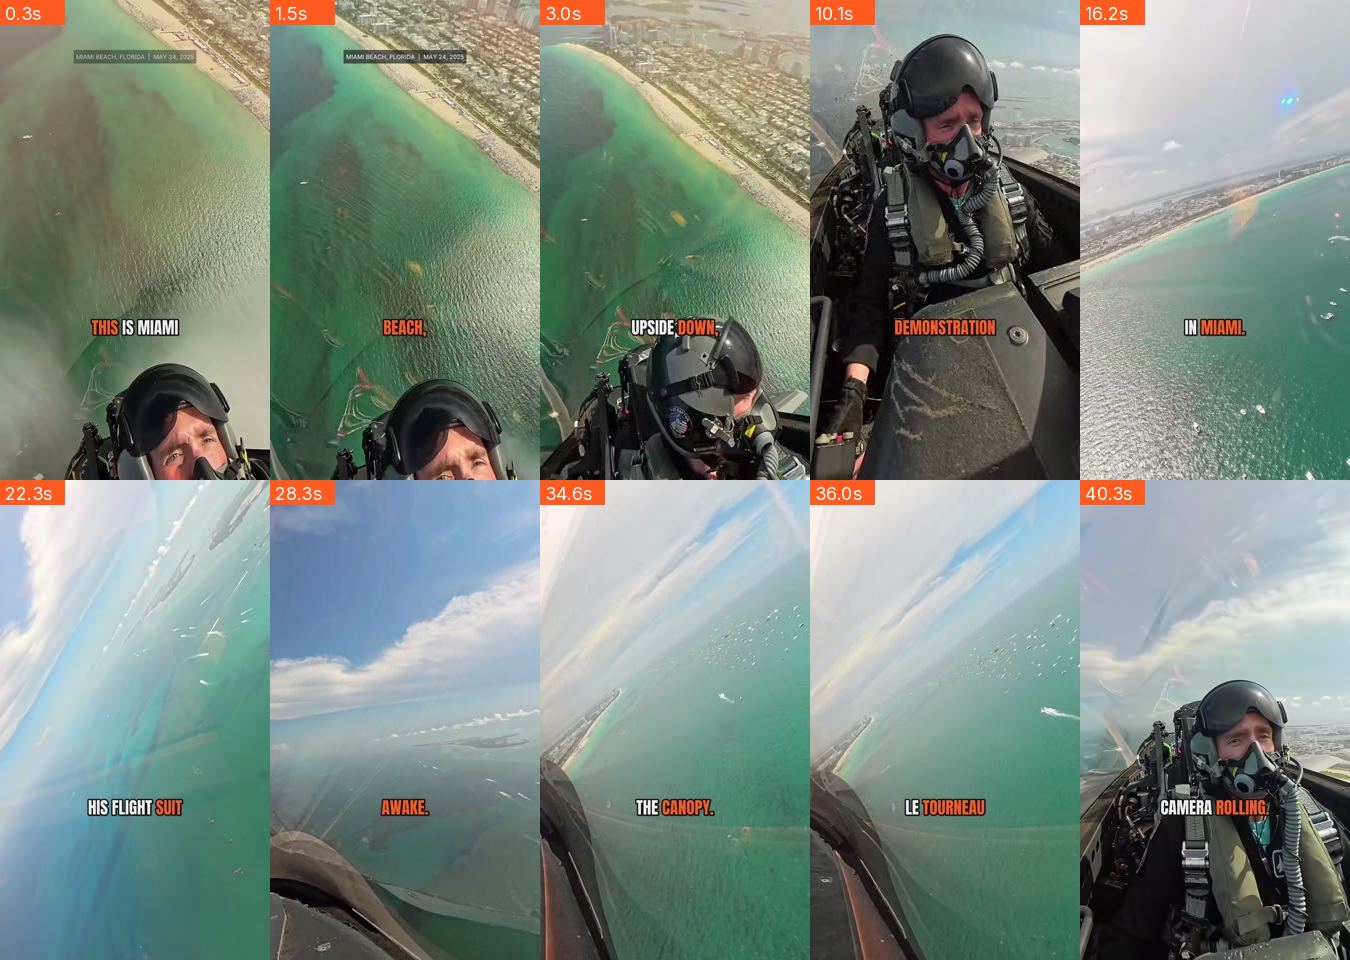 0.3s
MIAMI BEACH, FLORIDA | MAY 24, 2025
THIS IS MIAMI
1.5s
MIAMI BEACH, FLORIDA | MAY 24, 2025
BEACH,
3.0s
UPSIDE DOWN,
10.1s
DEMONSTRATION
16.2s
IN MIAMI.
22.3s
HIS FLIGHT SUIT
28.3s
AWAKE.
34.6s
THE CANOPY.
36.0s
LE TOURNEAU
40.3s
CAMERA ROLLING.